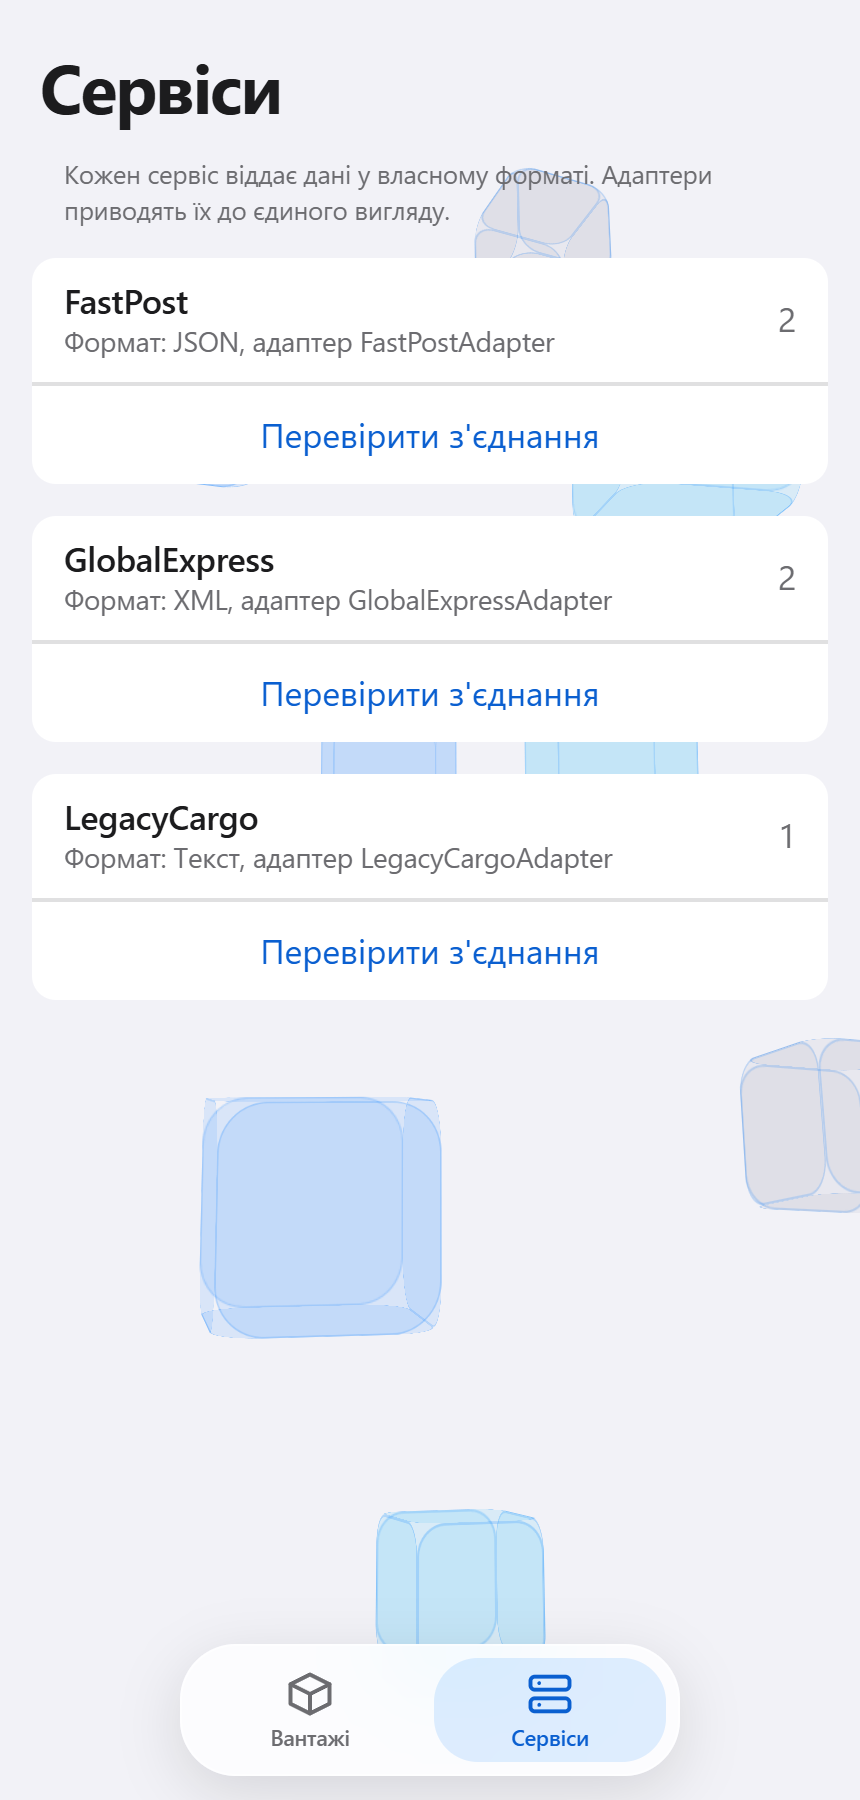 Сервіси
Кожен сервіс віддає дані у власному форматі. Адаптери
приводять їх до єдиного вигляду.
FastPost
Формат: JSON, адаптер FastPostAdapter
2
Перевірити з'єднання
GlobalExpress
Формат: XML, адаптер GlobalExpressAdapter
2
Перевірити з'єднання
LegacyCargo
Формат: Текст, адаптер LegacyCargoAdapter
1
Перевірити з'єднання
Вантажі
Сервіси